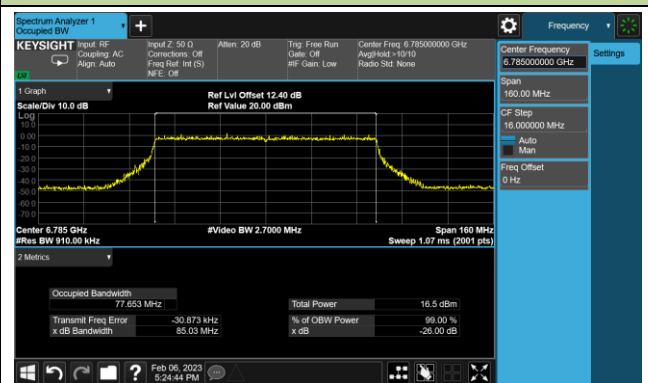 Spectrum Analyzer 1
Occupied BW
Frequency
KEYSIGHT
Input: RF
Coupling: AC
Align: Auto
Input Z: 50 Ω
Corrections: Off
Freq Ref: Int (S)
NFE: Off
Atten: 20 dB
Trig: Free Run
Gate: Off
#IF Gain: Low
Center Freq: 6.785000000 GHz
Avg|Hold:>10/10
Radio Std: None
Center Frequency
6.785000000 GHz
Settings
Span
160.00 MHz
CF Step
16.000000 MHz
Auto
Man
Freq Offset
0 Hz
1 Graph
Scale/Div 10.0 dB
Ref Lvl Offset 12.40 dB
Ref Value 20.00 dBm
Log
10.0
0.00
-10.0
-20.0
-30.0
-40.0
-50.0
-60.0
-70.0
Center 6.785 GHz
#Video BW 2.7000 MHz
Span 160 MHz
#Res BW 910.00 kHz
Sweep 1.07 ms (2001 pts)
2 Metrics
Occupied Bandwidth
77.653 MHz
Total Power 16.5 dBm
Transmit Freq Error -30.873 kHz
% of OBW Power 99.00 %
x dB Bandwidth 85.03 MHz
x dB -26.00 dB
?
Feb 06, 2023
5:24:44 PM